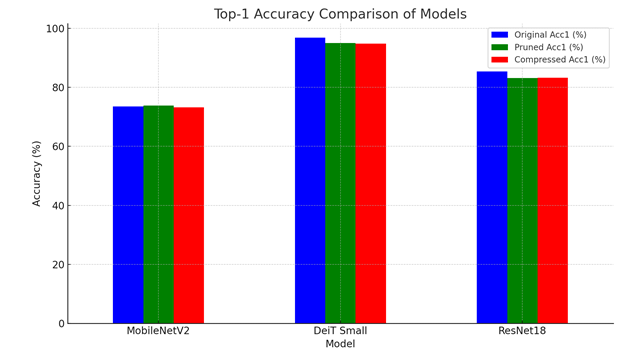 Top-1 Accuracy Comparison of Models
Original Acc1 (%)
Pruned Acc1 (%)
Compressed Acc1 (%)
Accuracy (%)
100
80
60
40
20
0
MobileNetV2 DeiT Small ResNet18
Model